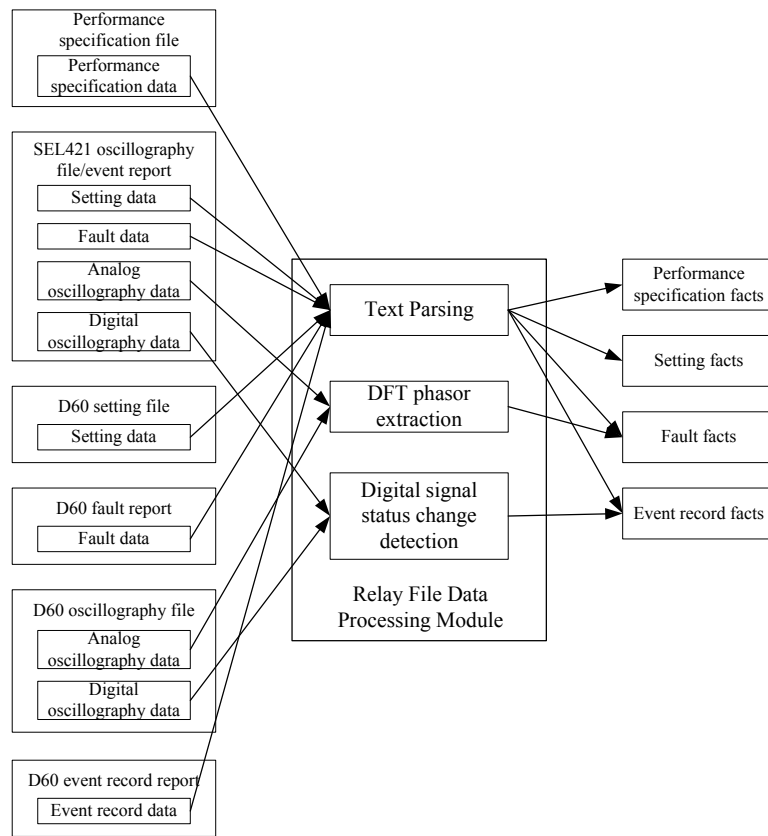 Performance
specification file
Performance
specification data
SEL421 oscillography
file/event report
Setting data
Fault data
Analog
oscillography data
Digital
oscillography data
D60 setting file
Setting data
D60 fault report
Fault data
D60 oscillography file
Analog
oscillography data
Digital
oscillography data
D60 event record report
Event record data
Text Parsing
DFT phasor
extraction
Digital signal
status change
detection
Relay File Data
Processing Module
Performance
specification facts
Setting facts
Fault facts
Event record facts